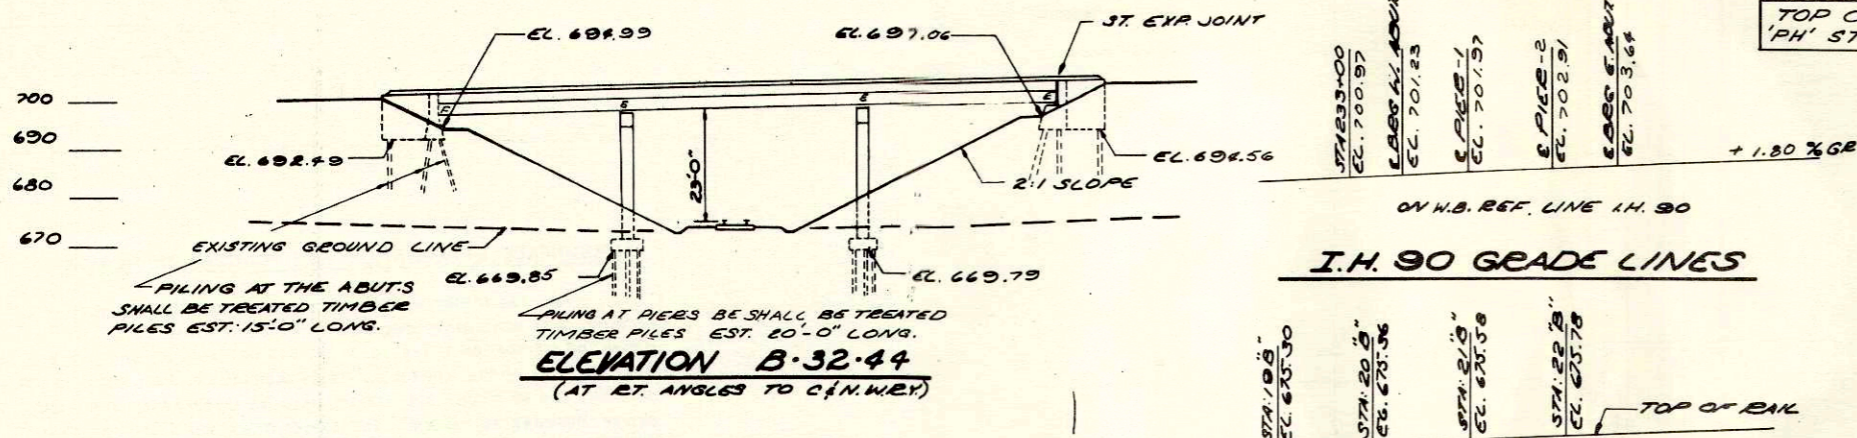 EL. 694.99
EL. 697.06
ST. EXP. JOINT
700
690
680
670
F
E
E
E
EL. 692.49
23'-0"
EL. 694.56
2:1 SLOPE
EXISTING GROUND LINE
PILING AT THE ABUTS
SHALL BE TREATED TIMBER
PILES EST. 15'-0" LONG.
EL. 669.85
EL. 669.79
PILING AT PIERS BE SHALL BE TREATED
TIMBER PILES EST. 20'-0" LONG.
ELEVATION B-32-44
(AT RT. ANGLES TO C&N.W.RY.)
TOP
'PH' ST
STA 233+00
EL. 700.97
EL. 701.23
℄ PIER-1
EL. 701.97
℄ PIER-2
EL. 702.91
℄ BRG E. ABUT
EL. 703.64
+ 1.80 % GR
ON W.B. REF. LINE I.H. 90
I.H. 90 GRADE LINES
EL. 675.30
STA: 20 "B"
EL. 675.36
STA: 21 "B"
EL. 675.58
STA: 22 "B"
EL. 675.78
TOP OF RAIL